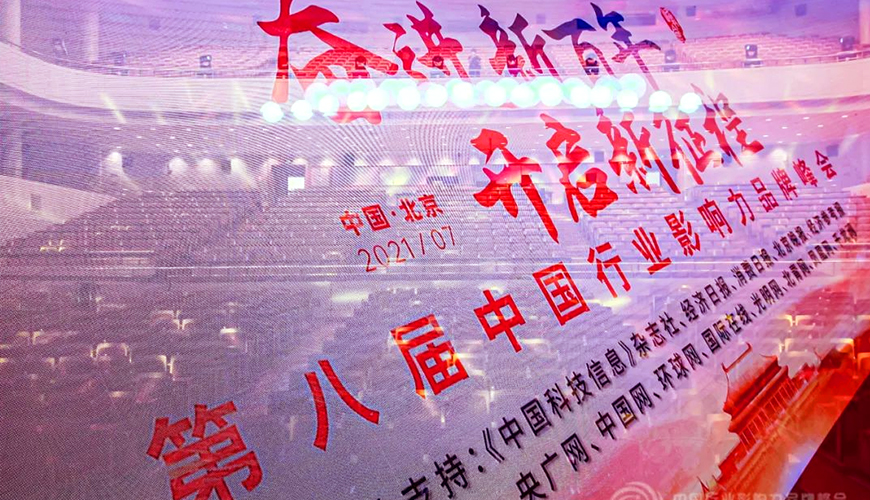 奋进新百年
开启新征程
中国·北京
2021/07
第八届中国行业影响力品牌峰会
支持：《中国科技信息》杂志社、经济日报、消费日报、北京晚报、
央广网、中国网、环球网、国际在线、光明网、